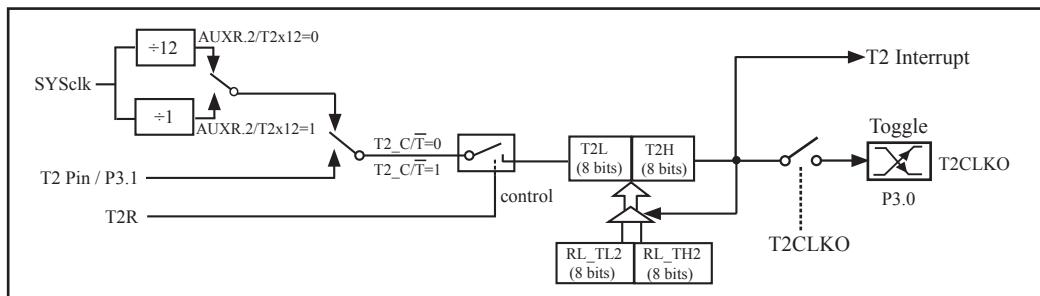 ÷12
AUXR.2/T2x12=0
SYSclk
÷1
AUXR.2/T2x12=1
T2 Pin / P3.1
T2_C/T̅=0
T2_C/T̅=1
T2R
control
T2L
(8 bits)
T2H
(8 bits)
RL_TL2
(8 bits)
RL_TH2
(8 bits)
T2 Interrupt
Toggle
T2CLKO
P3.0
T2CLKO